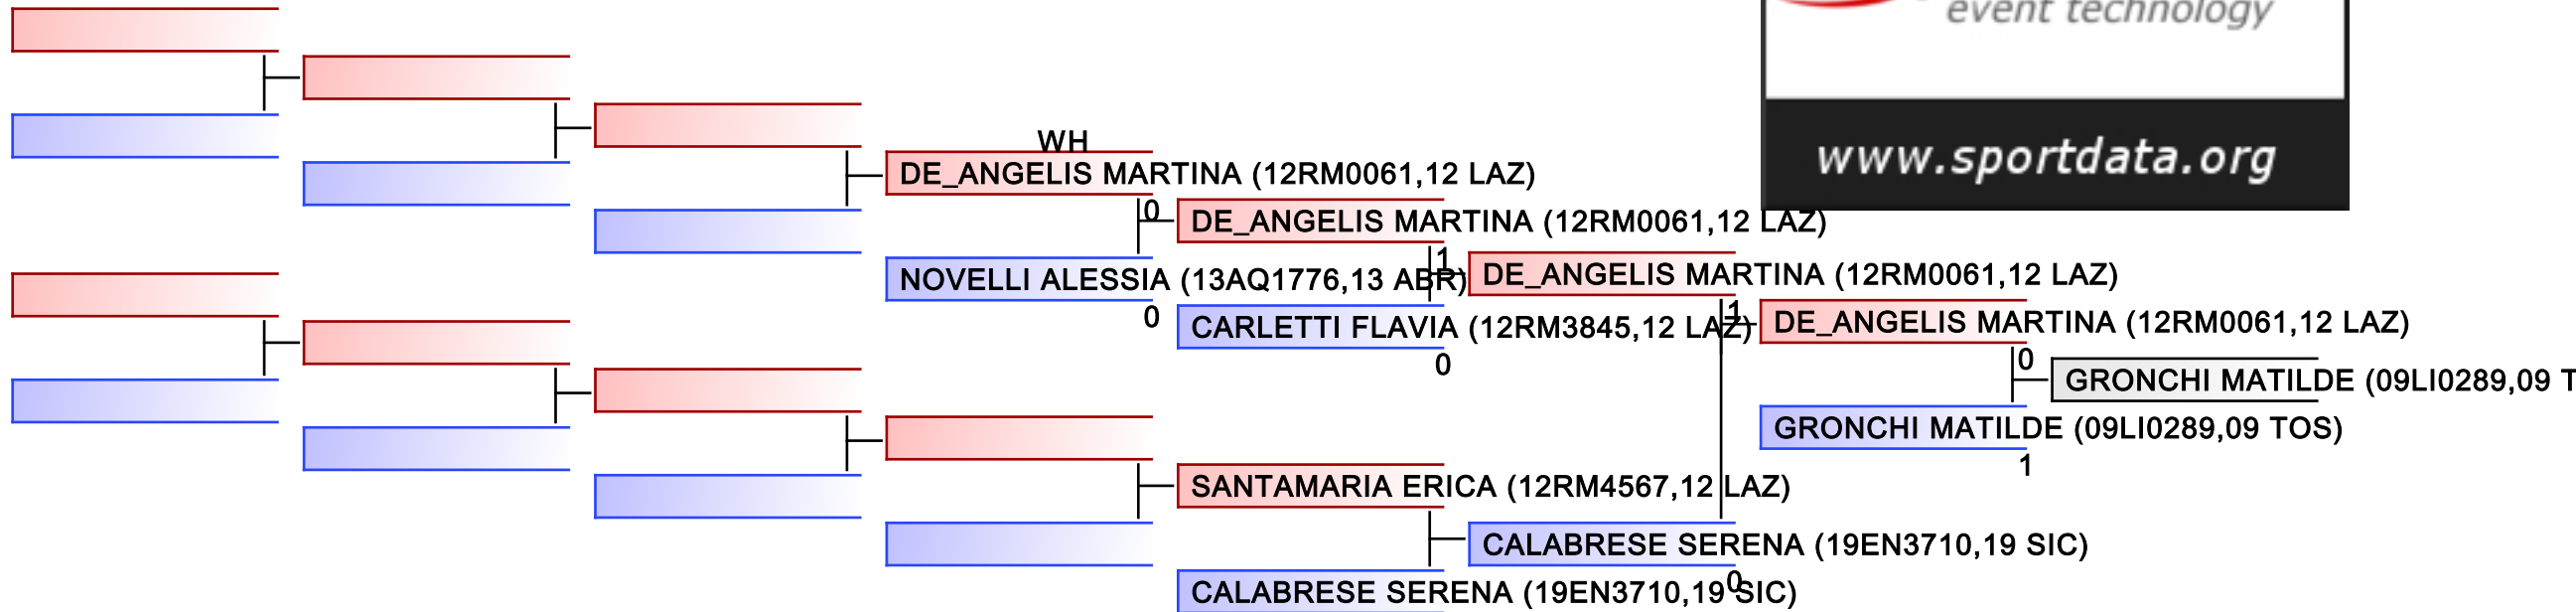 event technology
www.sportdata.org
WH
DE_ANGELIS MARTINA (12RM0061,12 LAZ)
0
DE_ANGELIS MARTINA (12RM0061,12 LAZ)
1
NOVELLI ALESSIA (13AQ1776,13 ABR)
0
DE_ANGELIS MARTINA (12RM0061,12 LAZ)
1
CARLETTI FLAVIA (12RM3845,12 LAZ)
0
DE_ANGELIS MARTINA (12RM0061,12 LAZ)
0
GRONCHI MATILDE (09LI0289,09 T
GRONCHI MATILDE (09LI0289,09 TOS)
1
SANTAMARIA ERICA (12RM4567,12 LAZ)
CALABRESE SERENA (19EN3710,19 SIC)
0
CALABRESE SERENA (19EN3710,19 SIC)